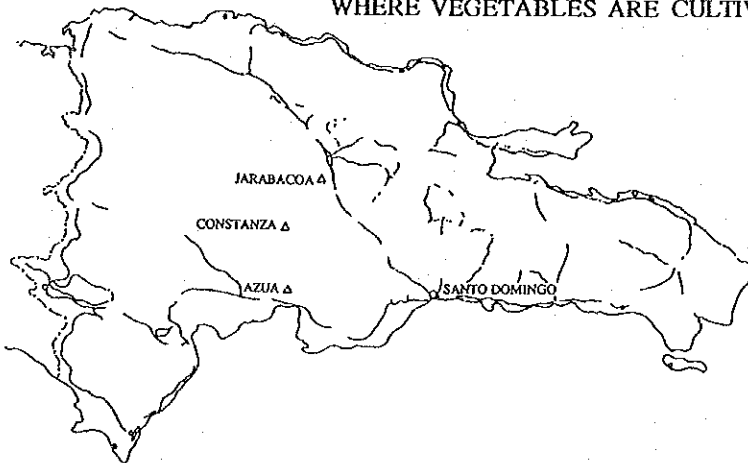 WHERE VEGETABLES ARE CULTIV
JARABACOA
CONSTANZA
AZUA
SANTO DOMINGO